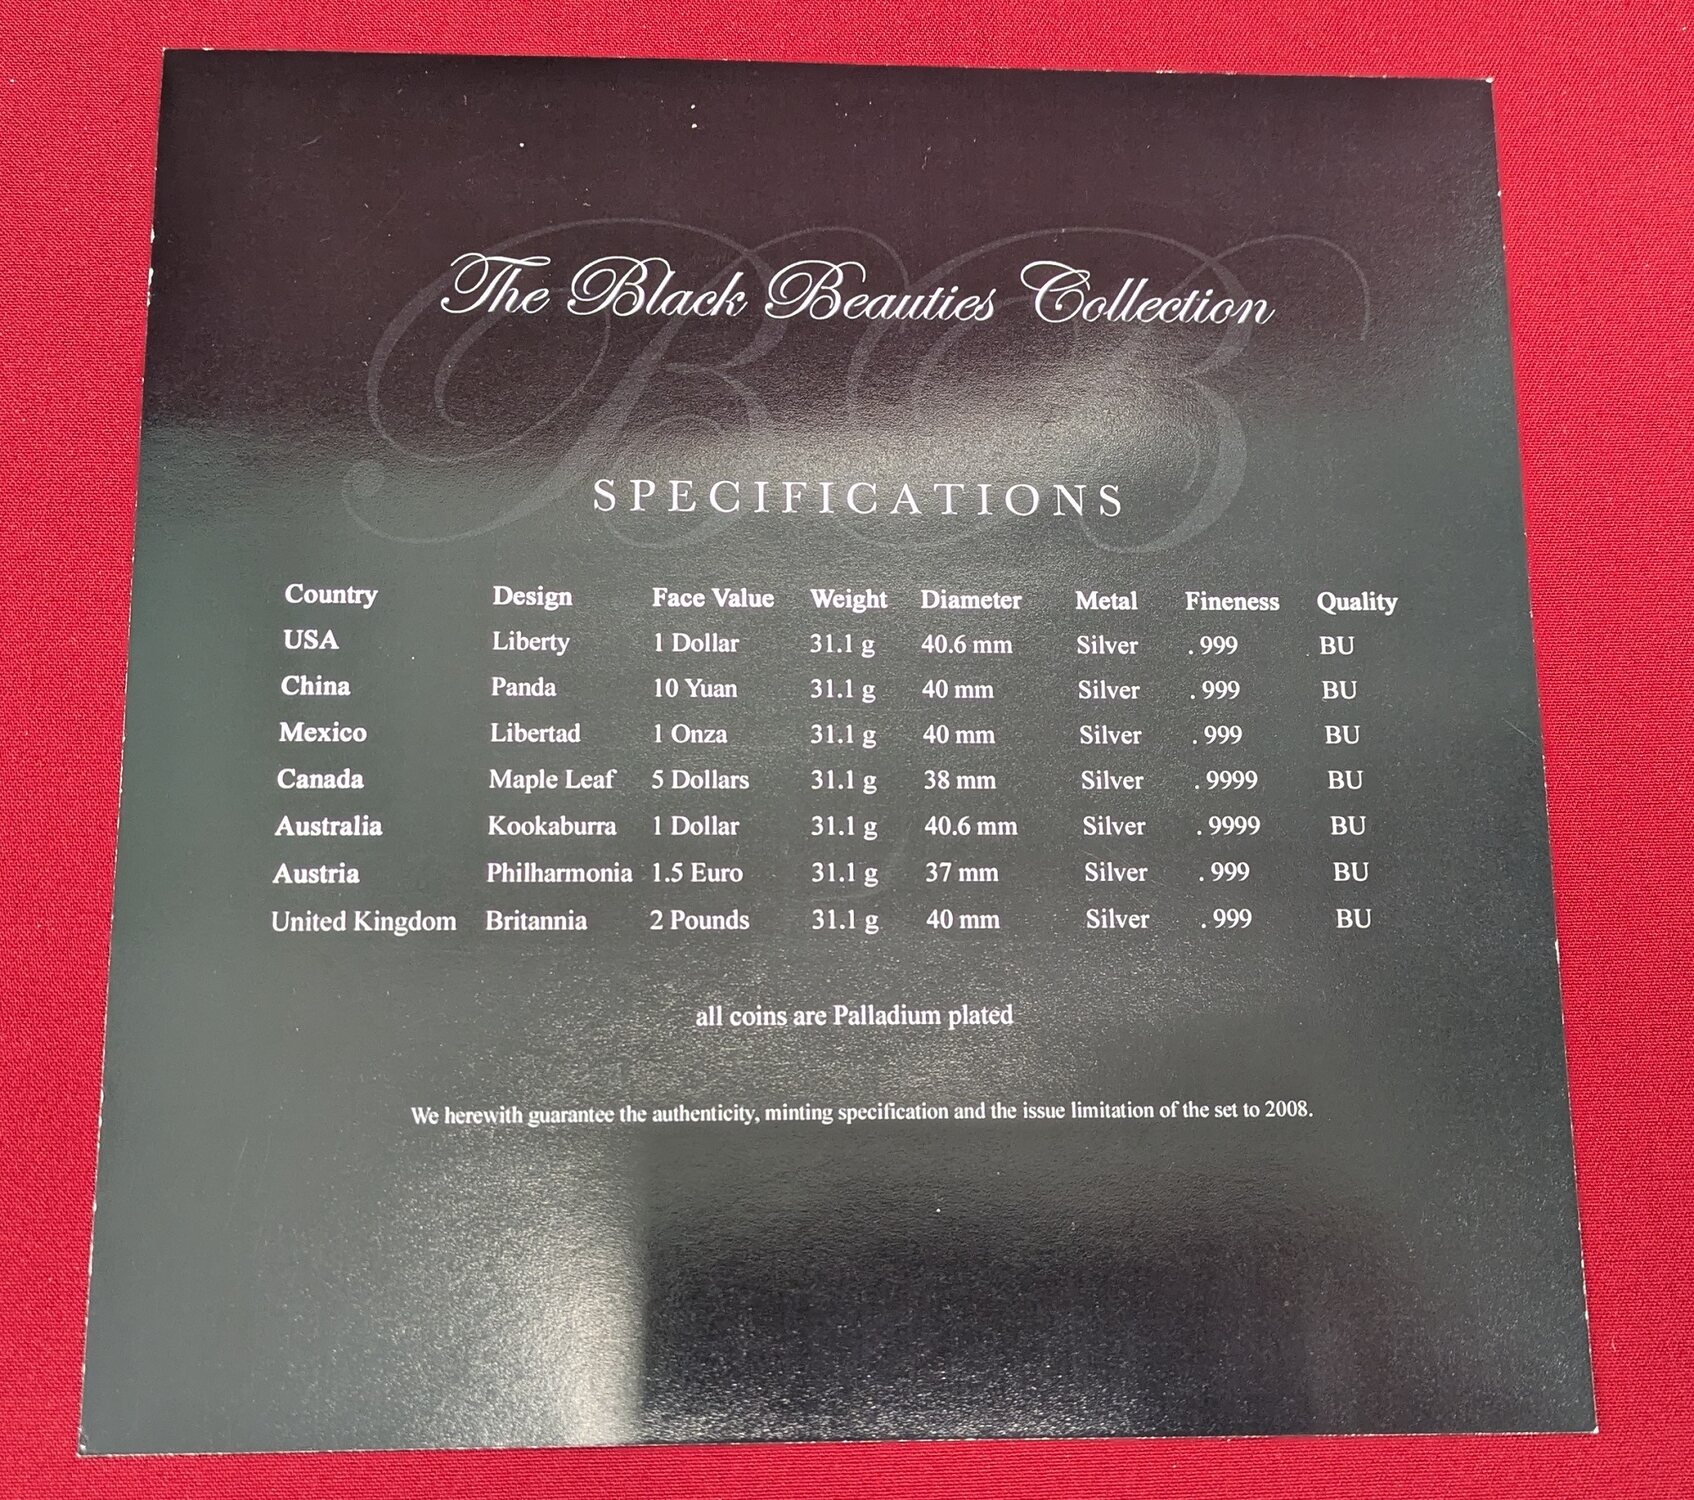 The Black Beauties Collection
SPECIFICATIONS
Country Design Face Value Weight Diameter Metal Fineness Quality
USA Liberty 1 Dollar 31.1 g 40.6 mm Silver .999 BU
China Panda 10 Yuan 31.1 g 40 mm Silver .999 BU
Mexico Libertad 1 Onza 31.1 g 40 mm Silver .999 BU
Canada Maple Leaf 5 Dollars 31.1 g 38 mm Silver .9999 BU
Australia Kookaburra 1 Dollar 31.1 g 40.6 mm Silver .9999 BU
Austria Philharmonia 1.5 Euro 31.1 g 37 mm Silver .999 BU
United Kingdom Britannia 2 Pounds 31.1 g 40 mm Silver .999 BU
all coins are Palladium plated
We herewith guarantee the authenticity, minting specification and the issue limitation of the set to 2008.